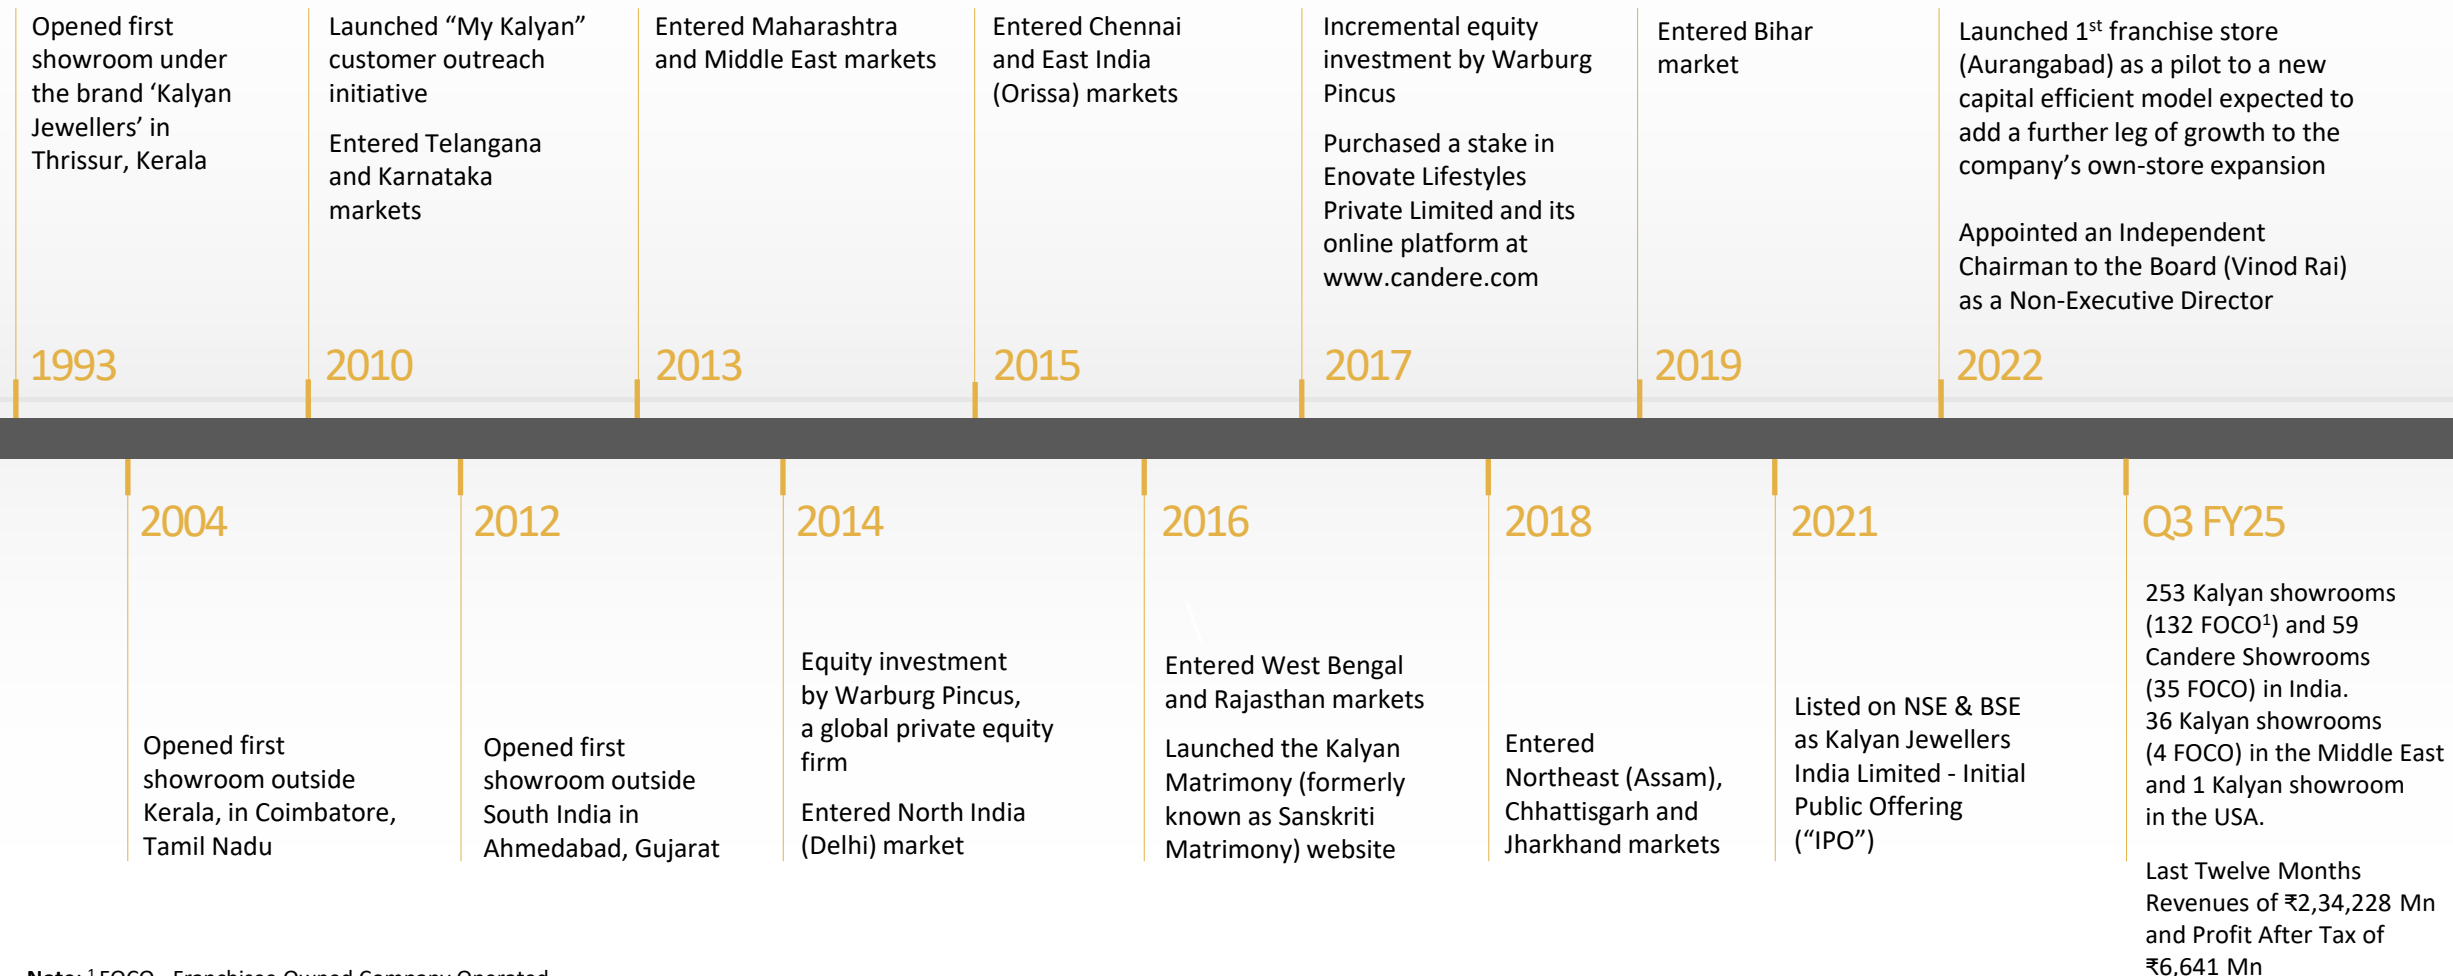 Opened first
showroom under
the brand ‘Kalyan
Jewellers’ in
Thrissur, Kerala
1993
Launched “My Kalyan”
customer outreach
initiative
Entered Telangana
and Karnataka
markets
2010
Entered Maharashtra
and Middle East markets
2013
Entered Chennai
and East India
(Orissa) markets
2015
Incremental equity
investment by Warburg
Pincus
Purchased a stake in
Enovate Lifestyles
Private Limited and its
online platform at
www.candere.com
2017
Entered Bihar
market
2019
Launched 1st franchise store
(Aurangabad) as a pilot to a new
capital efficient model expected to
add a further leg of growth to the
company’s own-store expansion
Appointed an Independent
Chairman to the Board (Vinod Rai)
as a Non-Executive Director
2022
2004
Opened first
showroom outside
Kerala, in Coimbatore,
Tamil Nadu
2012
Opened first
showroom outside
South India in
Ahmedabad, Gujarat
2014
Equity investment
by Warburg Pincus,
a global private equity
firm
Entered North India
(Delhi) market
2016
Entered West Bengal
and Rajasthan markets
Launched the Kalyan
Matrimony (formerly
known as Sanskriti
Matrimony) website
2018
Entered
Northeast (Assam),
Chhattisgarh and
Jharkhand markets
2021
Listed on NSE & BSE
as Kalyan Jewellers
India Limited - Initial
Public Offering
(“IPO”)
Q3 FY25
253 Kalyan showrooms
(132 FOCO¹) and 59
Candere Showrooms
(35 FOCO) in India.
36 Kalyan showrooms
(4 FOCO) in the Middle East
and 1 Kalyan showroom
in the USA.
Last Twelve Months
Revenues of ₹2,34,228 Mn
and Profit After Tax of
₹6,641 Mn
Note: ¹ FOCO - Franchisee Owned Company Operated